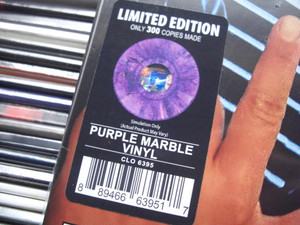 LIMITED EDITION
ONLY 300 COPIES MADE
Simulation Only
(Actual Product May Vary)
PURPLE MARBLE
VINYL
CLO 6395
8 89466 63951 7